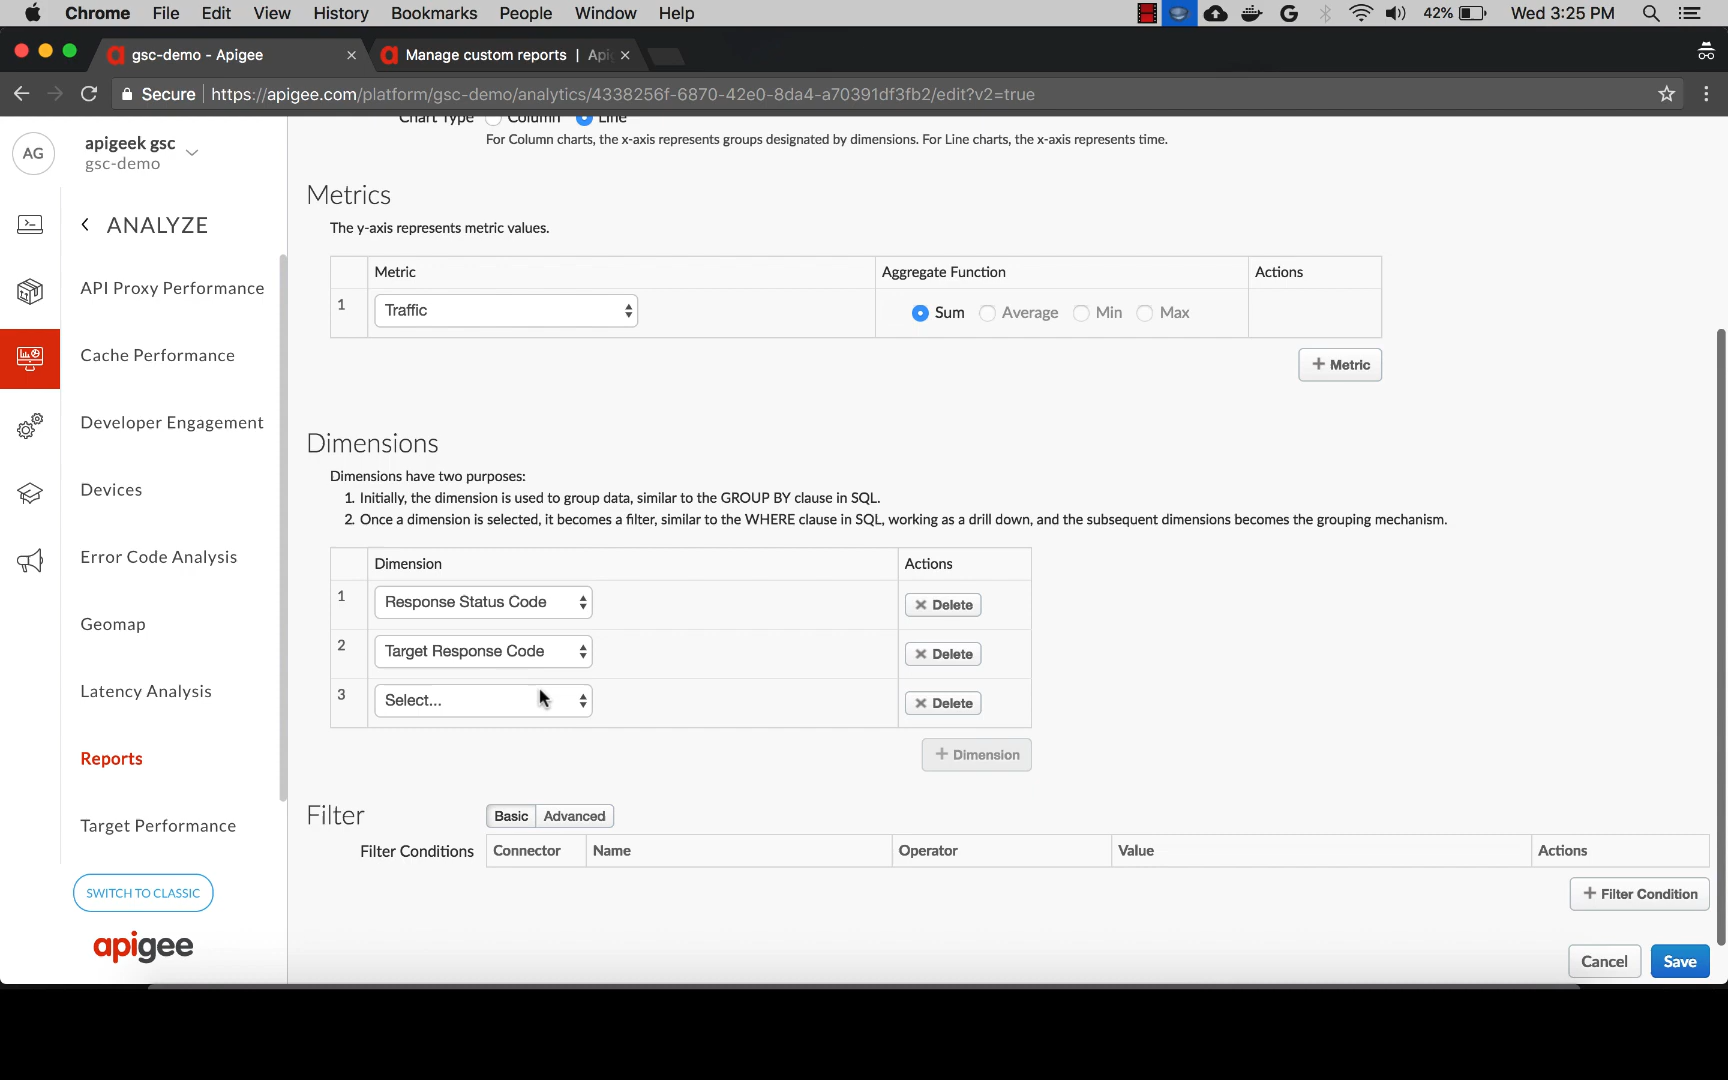 Chrome File Edit View History Bookmarks People Window Help 42% Wed 3:25 PM
gsc-demo - Apigee Manage custom reports | Api
Secure https://apigee.com/platform/gsc-demo/analytics/4338256f-6870-42e0-8da4-a70391df3fb2/edit?v2=true
AG apigeek gsc
gsc-demo
ANALYZE
API Proxy Performance
Cache Performance
Developer Engagement
Devices
Error Code Analysis
Geomap
Latency Analysis
Reports
Target Performance
SWITCH TO CLASSIC
apigee
Chart Type Column Line
For Column charts, the x-axis represents groups designated by dimensions. For Line charts, the x-axis represents time.
Metrics
The y-axis represents metric values.
Metric Aggregate Function Actions
1 Traffic Sum Average Min Max
+ Metric
Dimensions
Dimensions have two purposes:
1. Initially, the dimension is used to group data, similar to the GROUP BY clause in SQL.
2. Once a dimension is selected, it becomes a filter, similar to the WHERE clause in SQL, working as a drill down, and the subsequent dimensions becomes the grouping mechanism.
Dimension Actions
1 Response Status Code Delete
2 Target Response Code Delete
3 Select... Delete
+ Dimension
Filter Basic Advanced
Filter Conditions Connector Name Operator Value Actions
+ Filter Condition
Cancel Save